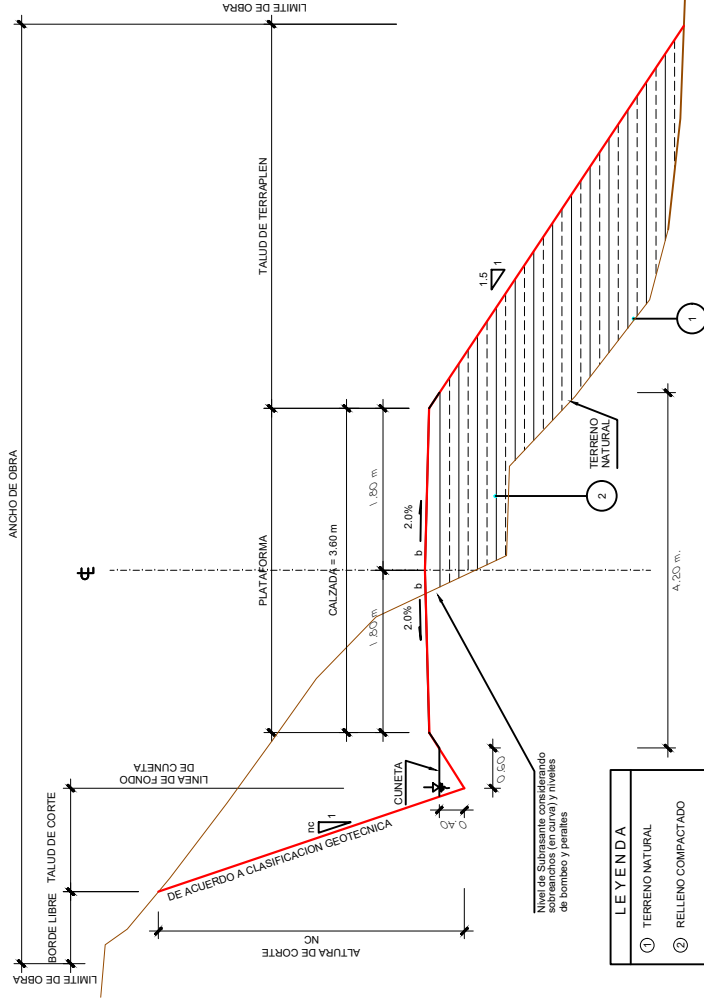 ANCHO DE OBRA
LIMITE DE OBRA
LIMITE DE OBRA
BORDE LIBRE
TALUD DE CORTE
LINEA DE FONDO
DE CUNETA
PLATAFORMA
TALUD DE TERRAPLEN
CALZADA = 3.60 m
1.80 m
1.80 m
2.0%
b
b
2.0%
nc
1
DE ACUERDO A CLASIFICACION GEOTECNICA
CUNETA
ALTURA DE CORTE
NC
0.40
0.60
1.5
1
TERRENO
NATURAL
1
2
4.20 m.
Nivel de Subrasante considerando
sobreanchos (en curva) y niveles
de bombeo y peraltes
LEYENDA
1 TERRENO NATURAL
2 RELLENO COMPACTADO